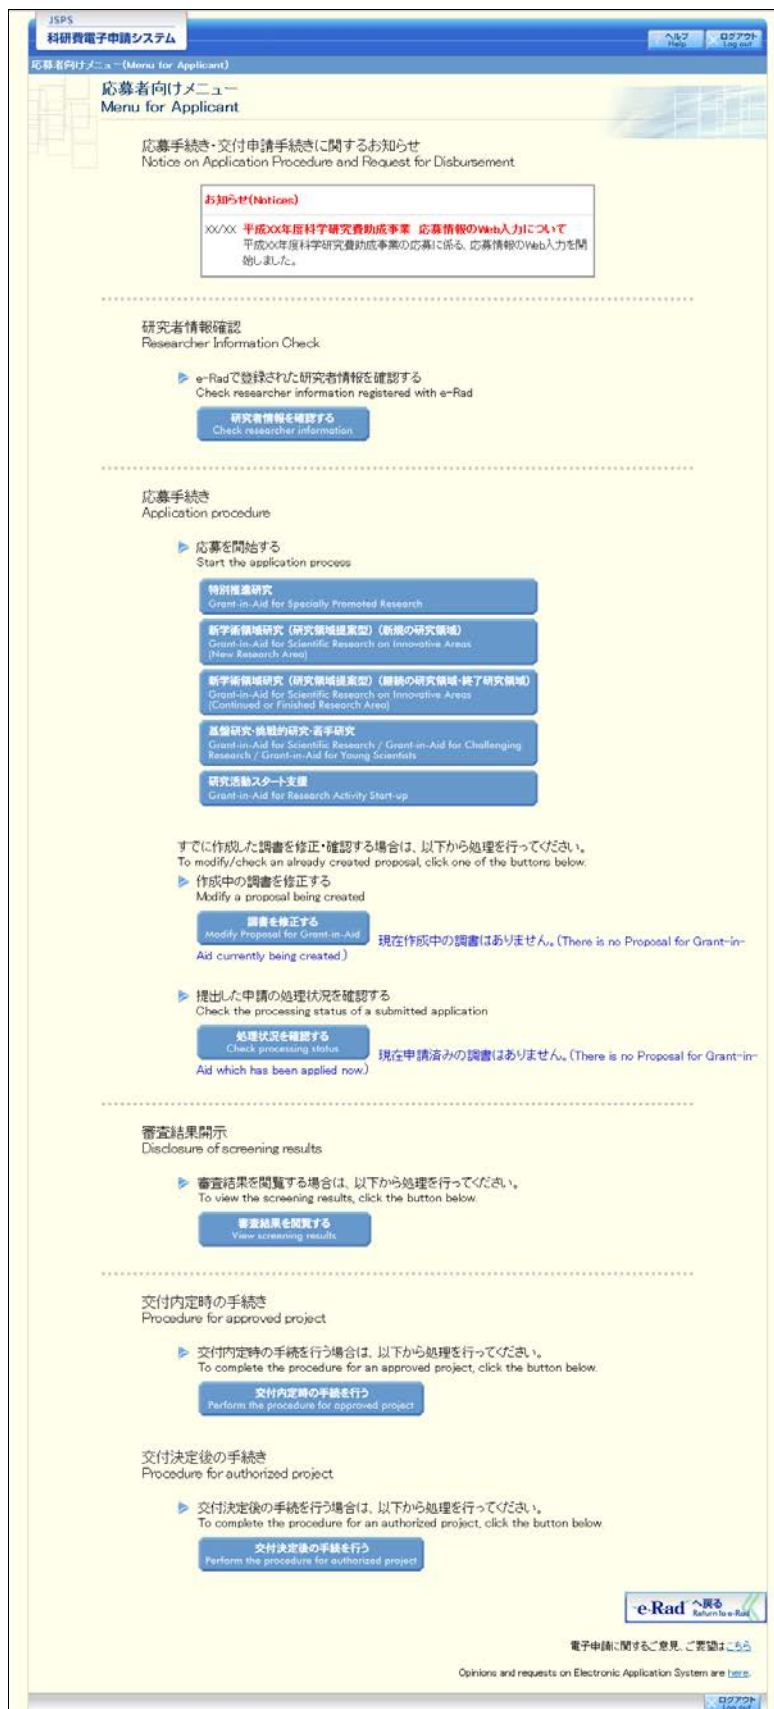 JSPS
科研費電子申請システム
ヘルプ
Help
ログアウト
Log out
応募者向けメニュー(Menu for Applicant)
応募者向けメニュー
Menu for Applicant
応募手続き・交付申請手続きに関するお知らせ
Notice on Application Procedure and Request for Disbursement
お知らせ(Notices)
XX/XX 平成XX年度科学研究費助成事業 応募情報のWeb入力について
平成XX年度科学研究費助成事業の応募に係る、応募情報のWeb入力を開
始しました。
研究者情報確認
Researcher Information Check
e-Radで登録された研究者情報を確認する
Check researcher information registered with e-Rad
研究者情報を確認する
Check researcher information
応募手続き
Application procedure
応募を開始する
Start the application process
特別推進研究
Grant-in-Aid for Specially Promoted Research
新学術領域研究（研究領域提案型）（新規の研究領域）
Grant-in-Aid for Scientific Research on Innovative Areas
(New Research Area)
新学術領域研究（研究領域提案型）（継続の研究領域・終了研究領域）
Grant-in-Aid for Scientific Research on Innovative Areas
(Continued or Finished Research Area)
基盤研究・挑戦的研究・若手研究
Grant-in-Aid for Scientific Research / Grant-in-Aid for Challenging
Research / Grant-in-Aid for Young Scientists
研究活動スタート支援
Grant-in-Aid for Research Activity Start-up
すでに作成した調書を修正・確認する場合は、以下から処理を行ってください。
To modify/check an already created proposal, click one of the buttons below.
作成中の調書を修正する
Modify a proposal being created
調書を修正する
Modify Proposal for Grant-in-Aid
現在作成中の調書はありません。(There is no Proposal for Grant-in-
Aid currently being created.)
提出した申請の処理状況を確認する
Check the processing status of a submitted application
処理状況を確認する
Check processing status
現在申請済みの調書はありません。(There is no Proposal for Grant-in-
Aid which has been applied now.)
審査結果開示
Disclosure of screening results
審査結果を閲覧する場合は、以下から処理を行ってください。
To view the screening results, click the button below.
審査結果を閲覧する
View screening results
交付内定時の手続き
Procedure for approved project
交付内定時の手続を行う場合は、以下から処理を行ってください。
To complete the procedure for an approved project, click the button below.
交付内定時の手続を行う
Perform the procedure for approved project
交付決定後の手続き
Procedure for authorized project
交付決定後の手続を行う場合は、以下から処理を行ってください。
To complete the procedure for an authorized project, click the button below.
交付決定後の手続を行う
Perform the procedure for authorized project
e-Rad へ戻る
Return to e-Rad
電子申請に関するご意見、ご要望はこちら
Opinions and requests on Electronic Application System are here.
ログアウト
Log out